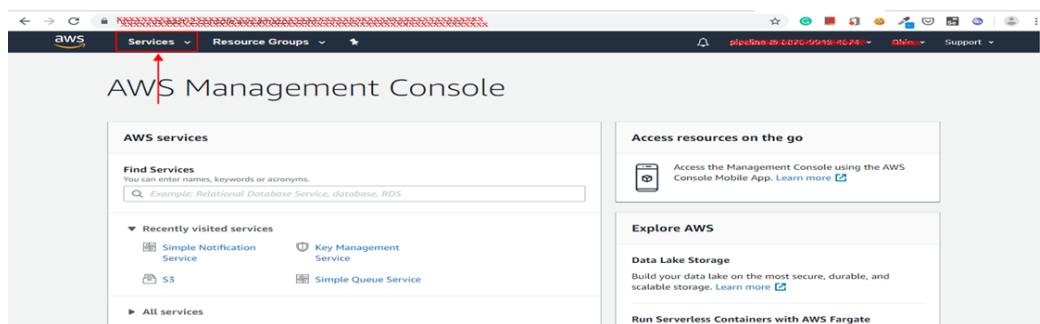 aws
Services
Resource Groups
Support
AWS Management Console
AWS services
Find Services
You can enter names, keywords or acronyms.
Example: Relational Database Service, database, RDS
Recently visited services
Simple Notification
Service
Key Management
Service
S3
Simple Queue Service
All services
Access resources on the go
Access the Management Console using the AWS
Console Mobile App. Learn more
Explore AWS
Data Lake Storage
Build your data lake on the most secure, durable, and
scalable storage. Learn more
Run Serverless Containers with AWS Fargate